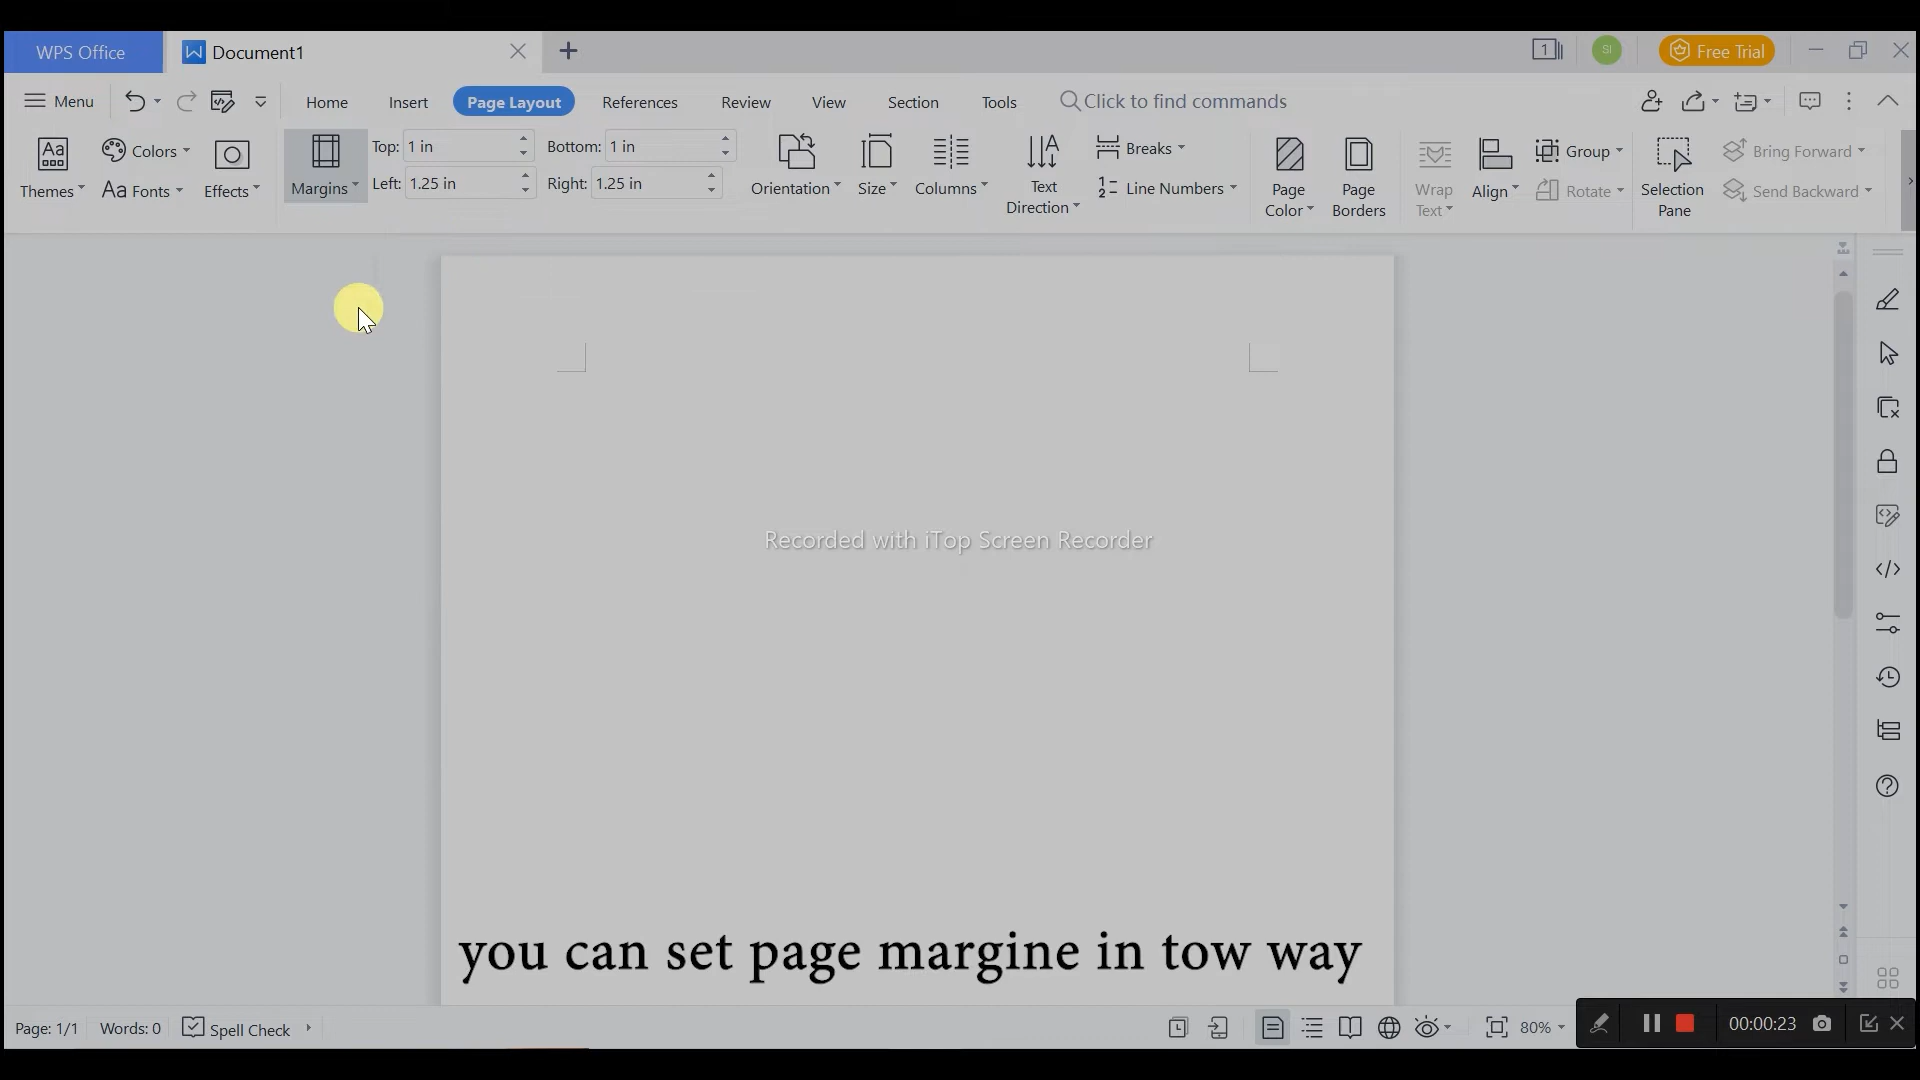 WPS Office
Document1
1
SI
Free Trial
Menu
Home
Insert
Page Layout
References
Review
View
Section
Tools
Click to find commands
Themes
Colors
Aa Fonts
Effects
Margins
Top: 1 in
Bottom: 1 in
Left: 1.25 in
Right: 1.25 in
Orientation
Size
Columns
Text
Direction
Breaks
Line Numbers
Page
Color
Page
Borders
Wrap
Text
Align
Group
Rotate
Selection
Pane
Bring Forward
Send Backward
Recorded with iTop Screen Recorder
you can set page margine in tow way
Page: 1/1
Words: 0
Spell Check
80%
00:00:23